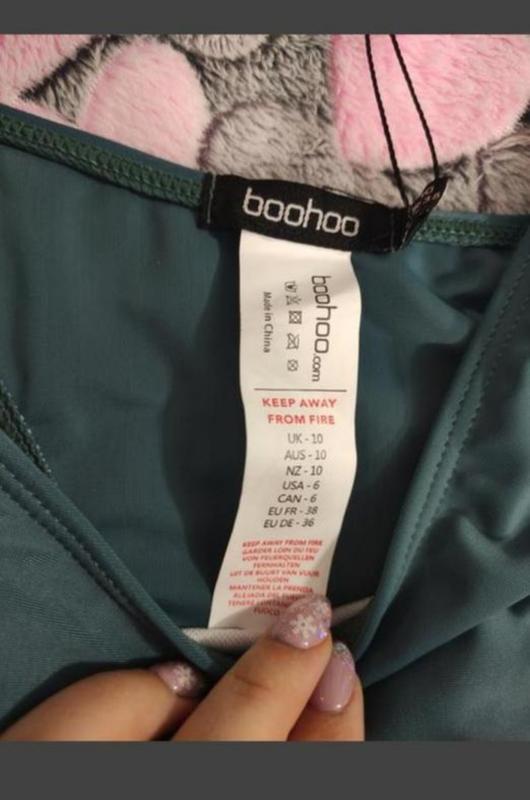 boohoo
boohoo.com
Made in China
KEEP AWAY
FROM FIRE
UK - 10
AUS - 10
NZ - 10
USA - 6
CAN - 6
EU FR - 38
EU DE - 36
KEEP AWAY FROM FIRE
GARDER LOIN DU FEU
VON FEUERQUELLEN
FERNHALTEN
UIT DE BUURT VAN VUUR
HOUDEN
MANTENER LA PRENDA
ALEJADA DEL
TENERE
FUOCO